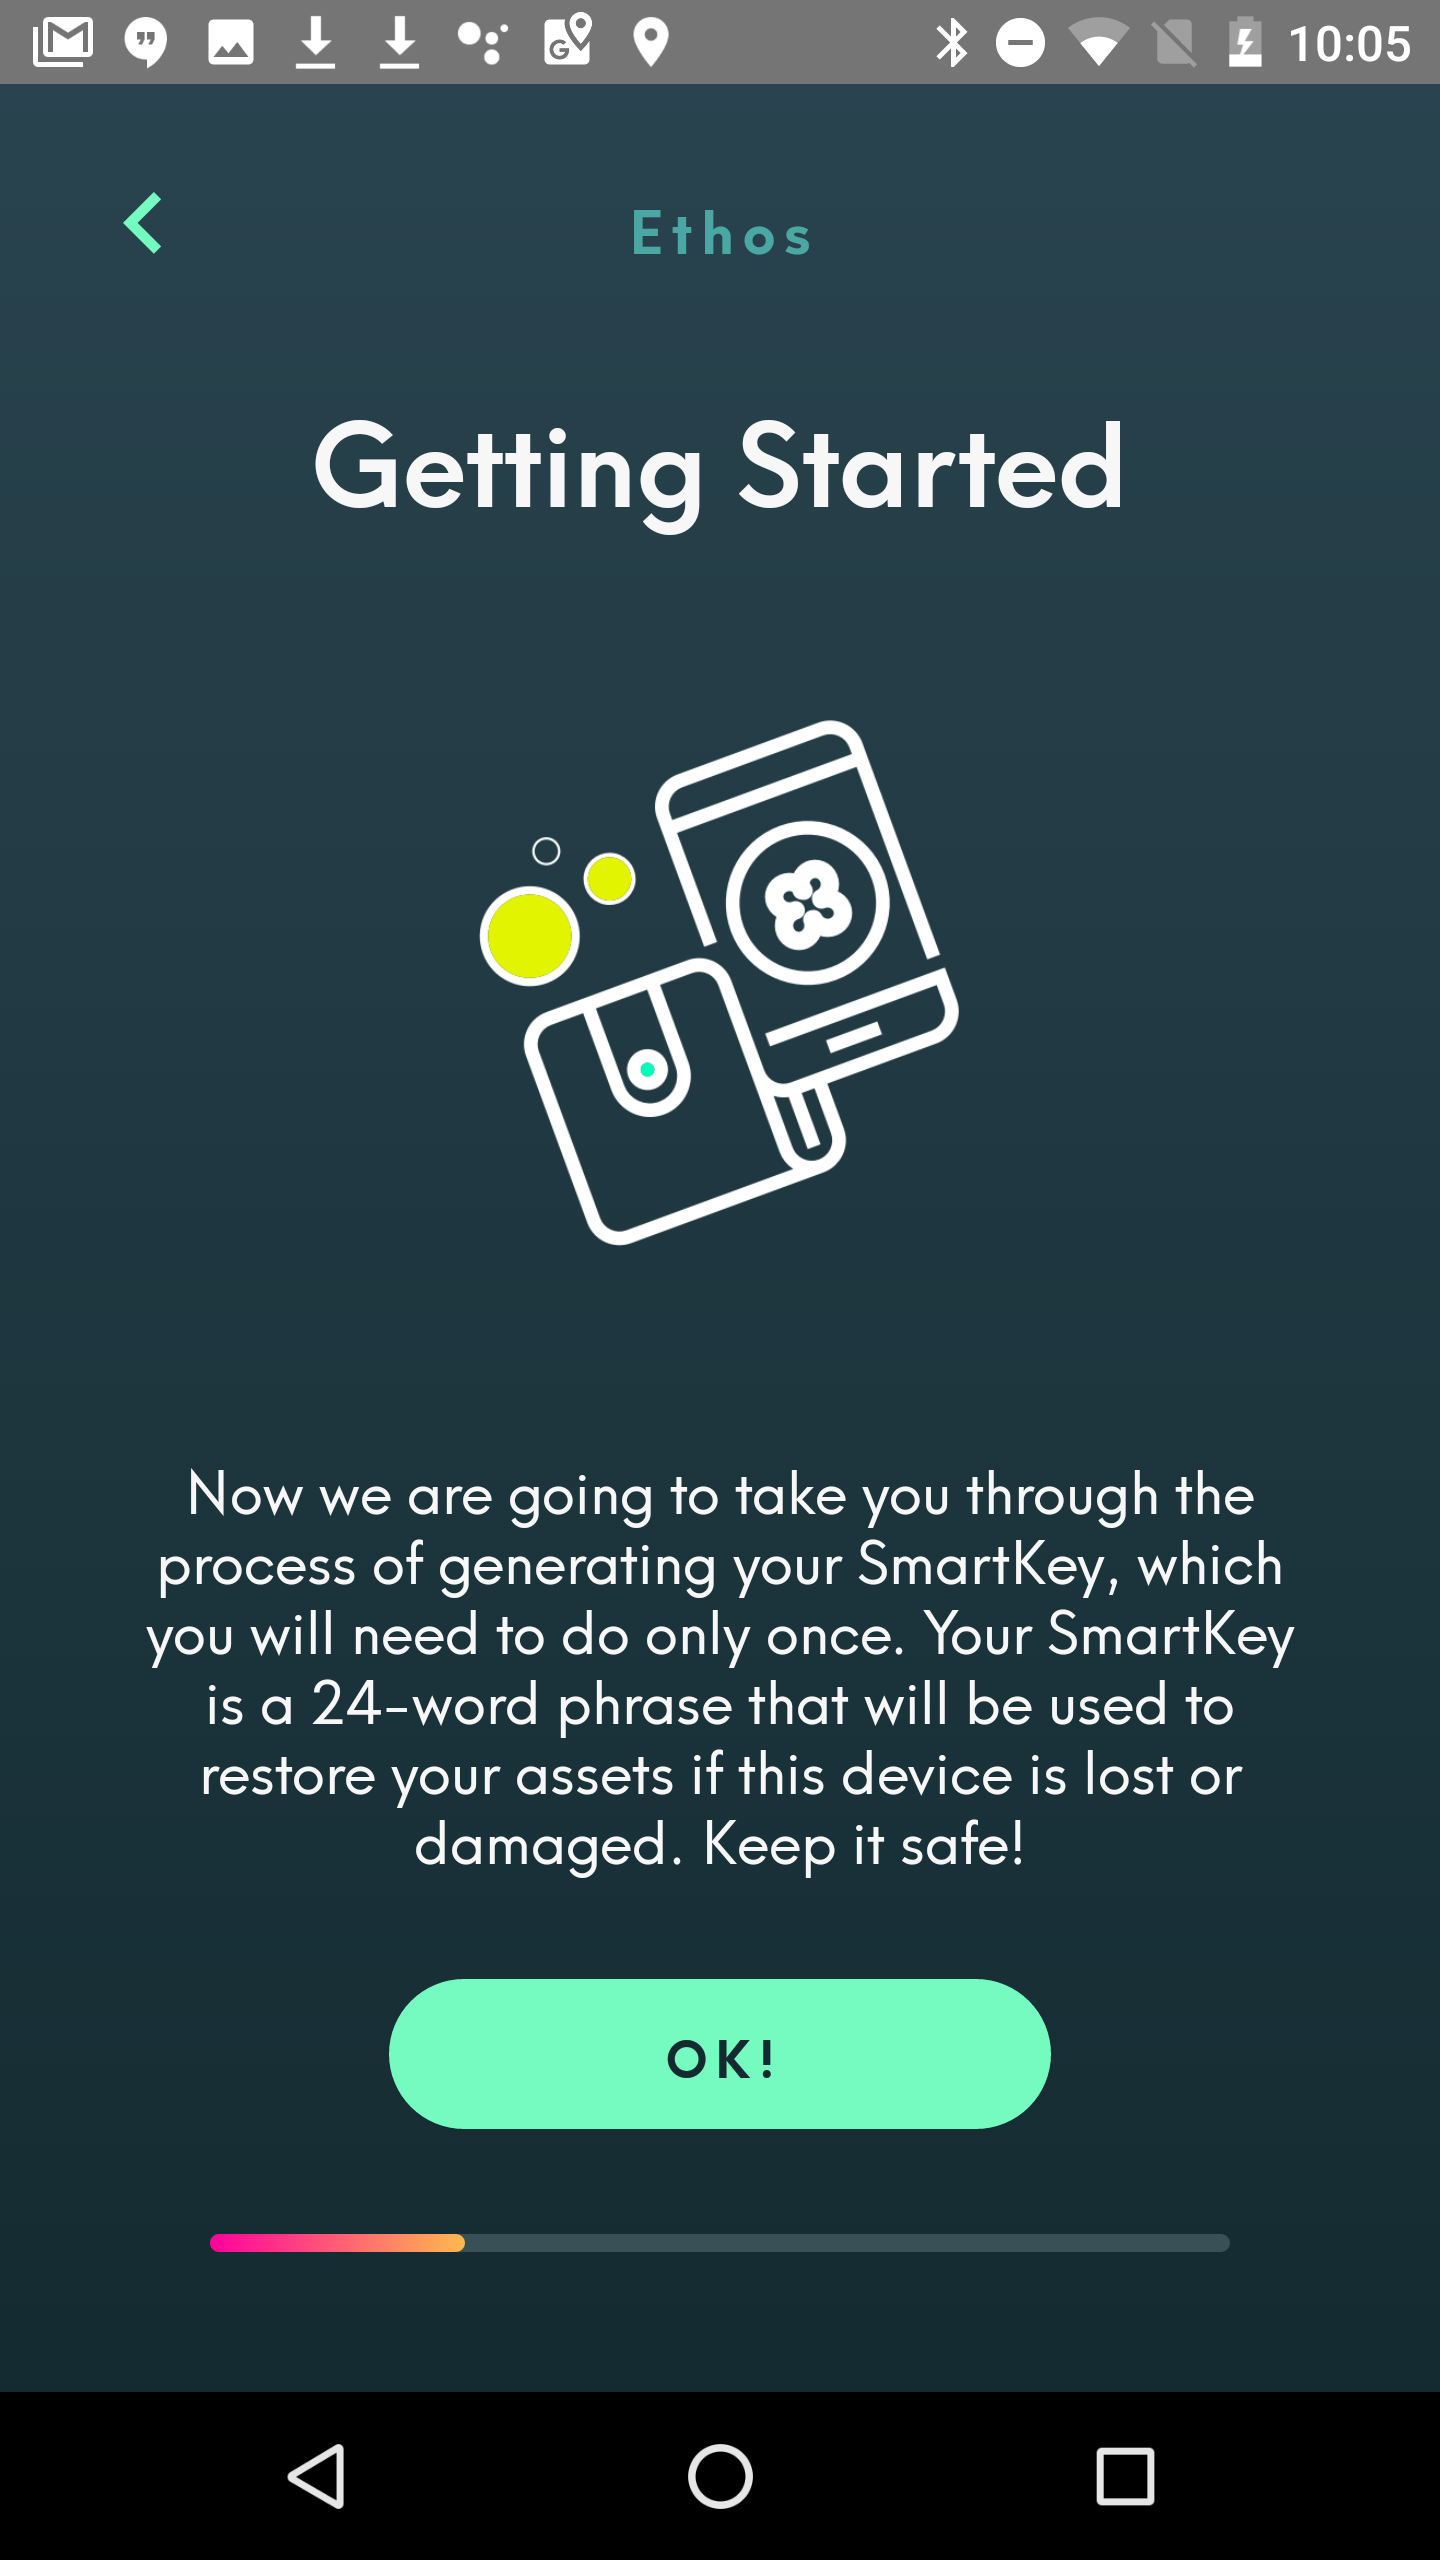 10:05
Ethos
Getting Started
Now we are going to take you through the
process of generating your SmartKey, which
you will need to do only once. Your SmartKey
is a 24-word phrase that will be used to
restore your assets if this device is lost or
damaged. Keep it safe!
OK!